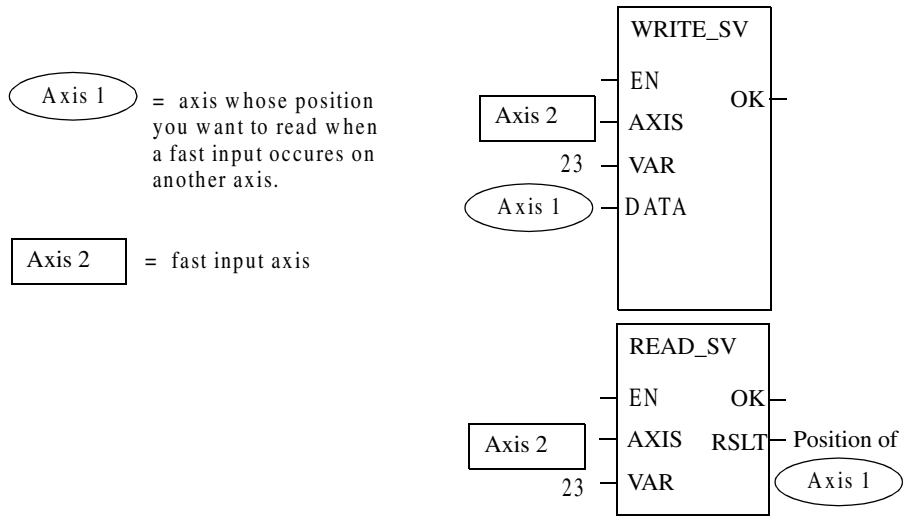 Axis 1
= axis whose position
you want to read when
a fast input occures on
another axis.
Axis 2
= fast input axis
WRITE_SV
EN
OK
Axis 2
AXIS
23
VAR
Axis 1
DATA
READ_SV
EN
OK
Axis 2
AXIS
RSLT
Position of
23
VAR
Axis 1